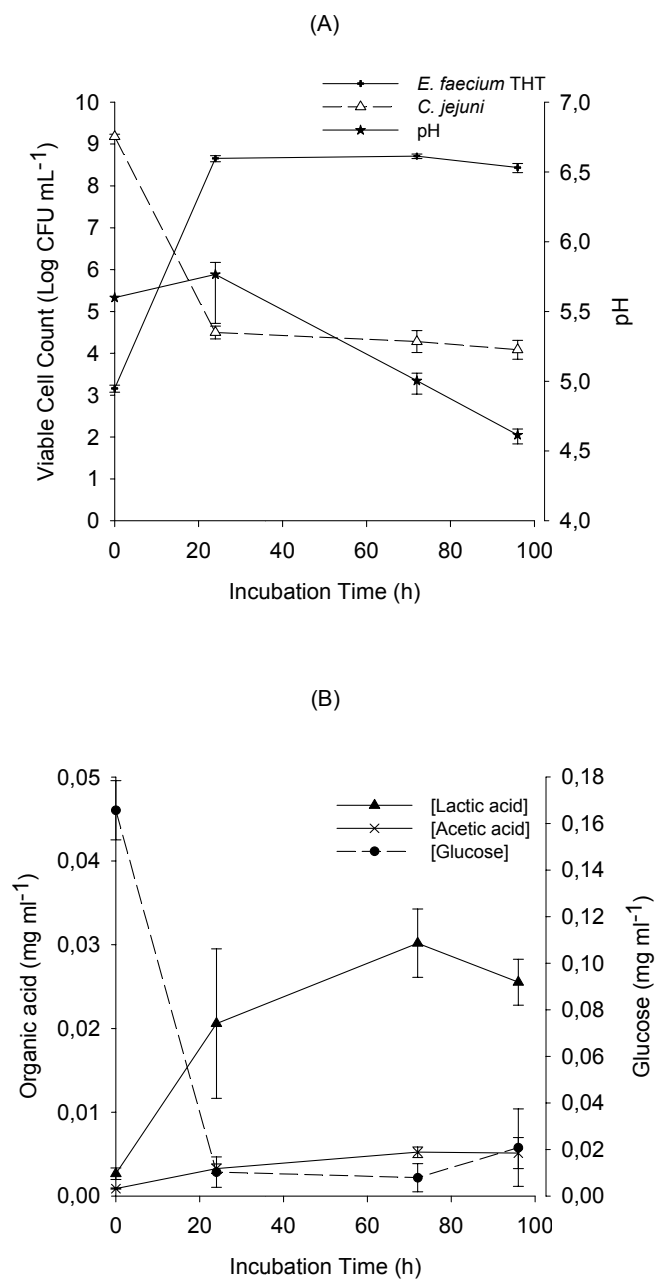 (A)
E. faecium THT
C. jejuni
pH
10
9
8
7
6
5
4
3
2
1
0
Viable Cell Count (Log CFU mL-1)
7,0
6,5
6,0
5,5
5,0
4,5
4,0
pH
0 20 40 60 80 100
Incubation Time (h)
(B)
[Lactic acid]
[Acetic acid]
[Glucose]
0,05
0,04
0,03
0,02
0,01
0,00
Organic acid (mg ml-1)
0,18
0,16
0,14
0,12
0,10
0,08
0,06
0,04
0,02
0,00
Glucose (mg ml-1)
0 20 40 60 80 100
Incubation Time (h)